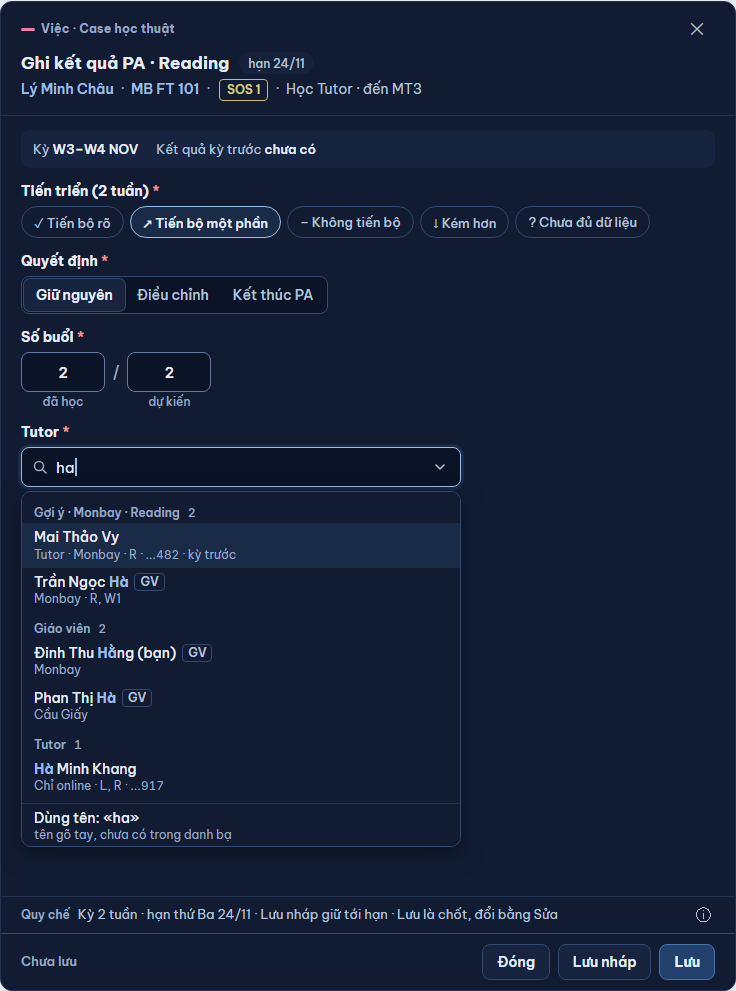 Việc · Case học thuật
Ghi kết quả PA · Reading hạn 24/11
Lý Minh Châu · MB FT 101 · SOS 1 · Học Tutor · đến MT3
Kỳ W3–W4 NOV Kết quả kỳ trước chưa có
Tiến triển (2 tuần) *
✓ Tiến bộ rõ ↗ Tiến bộ một phần – Không tiến bộ ↓ Kém hơn ? Chưa đủ dữ liệu
Quyết định *
Giữ nguyên Điều chỉnh Kết thúc PA
Số buổi *
2 / 2
đã học dự kiến
Tutor *
ha
Gợi ý · Monbay · Reading 2
Mai Thảo Vy
Tutor · Monbay · R · ...482 · kỳ trước
Trần Ngọc Hà GV
Monbay · R, W1
Giáo viên 2
Đinh Thu Hằng (bạn) GV
Monbay
Phan Thị Hà GV
Cầu Giấy
Tutor 1
Hà Minh Khang
Chỉ online · L, R · ...917
Dùng tên: «ha»
tên gõ tay, chưa có trong danh bạ
Quy chế Kỳ 2 tuần · hạn thứ Ba 24/11 · Lưu nháp giữ tới hạn · Lưu là chốt, đổi bằng Sửa
Chưa lưu Đóng Lưu nháp Lưu